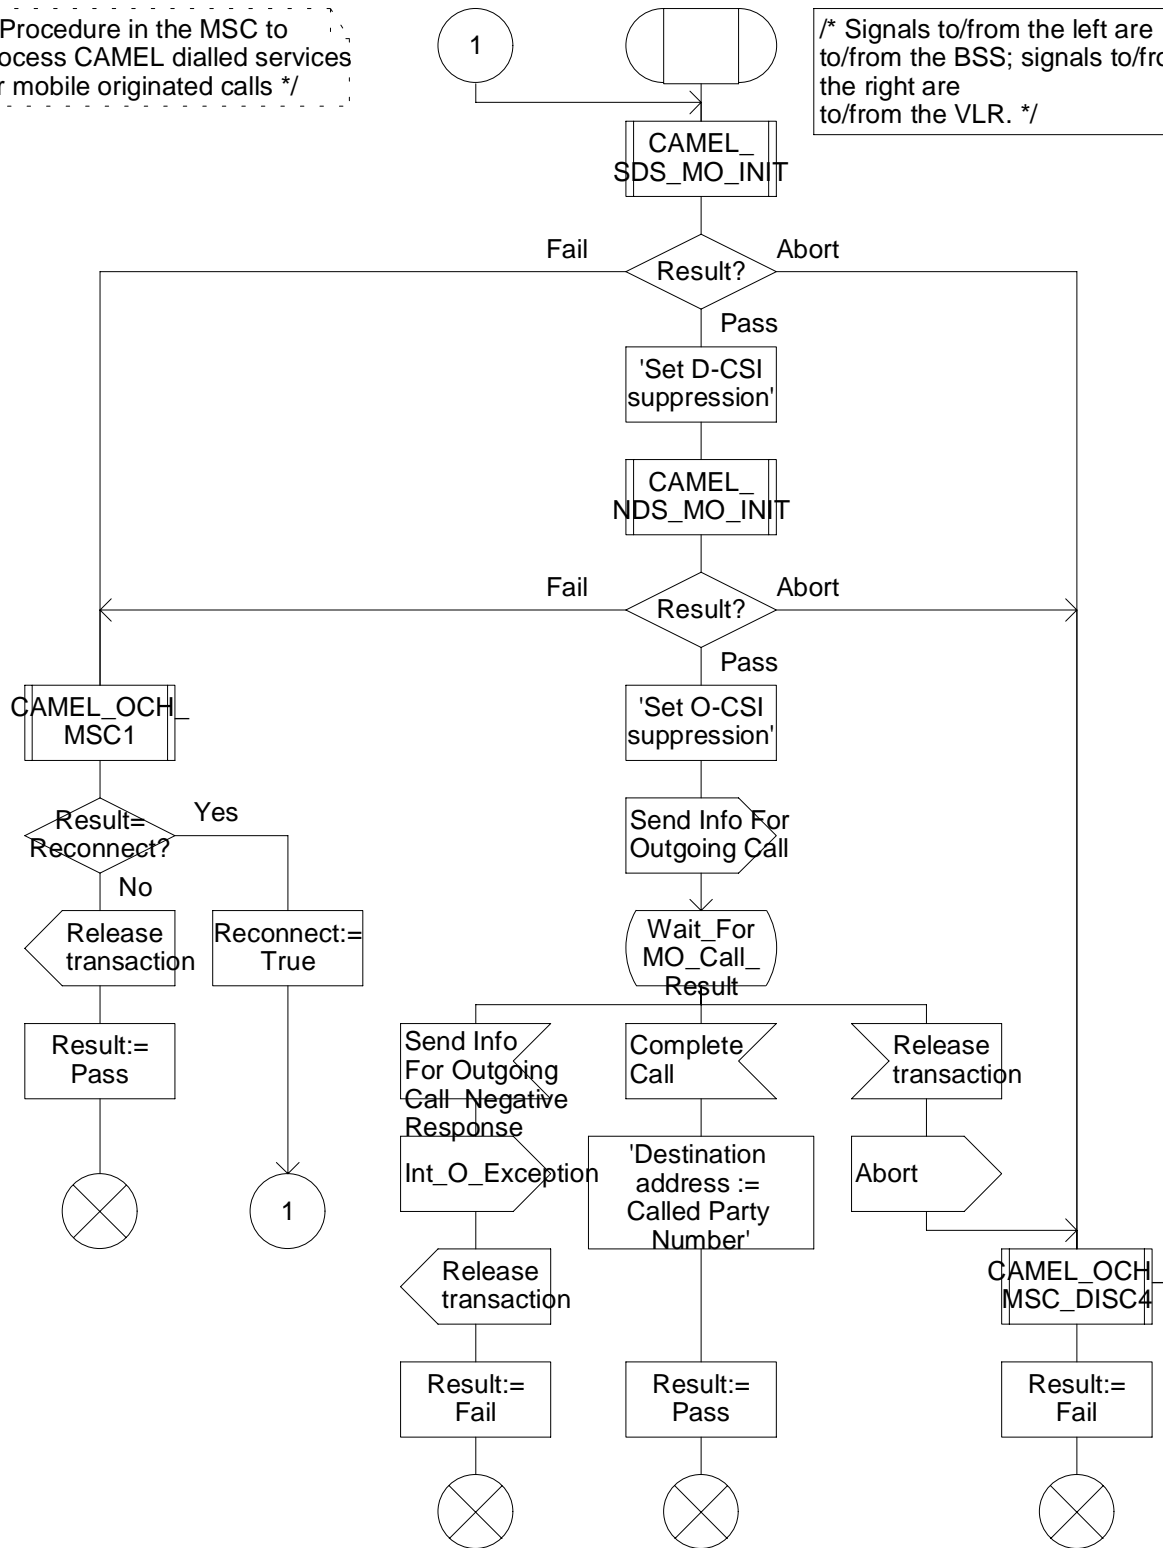 Procedure in the MSC to
ocess CAMEL dialled services
r mobile originated calls */
1
/* Signals to/from the left are
to/from the BSS; signals to/fro
the right are
to/from the VLR. */
CAMEL_
SDS_MO_INIT
Fail
Result?
Abort
Pass
'Set D-CSI
suppression'
CAMEL_
NDS_MO_INIT
Fail
Result?
Abort
Pass
CAMEL_OCH_
MSC1
'Set O-CSI
suppression'
Result=
Reconnect?
Yes
No
Send Info For
Outgoing Call
Release
transaction
Reconnect:=
True
Wait_For
MO_Call_
Result
Result:=
Pass
Send Info
For Outgoing
Call Negative
Response
Complete
Call
Release
transaction
1
Int_O_Exception
'Destination
address :=
Called Party
Number'
Abort
Release
transaction
CAMEL_OCH_
MSC_DISC4
Result:=
Fail
Result:=
Pass
Result:=
Fail